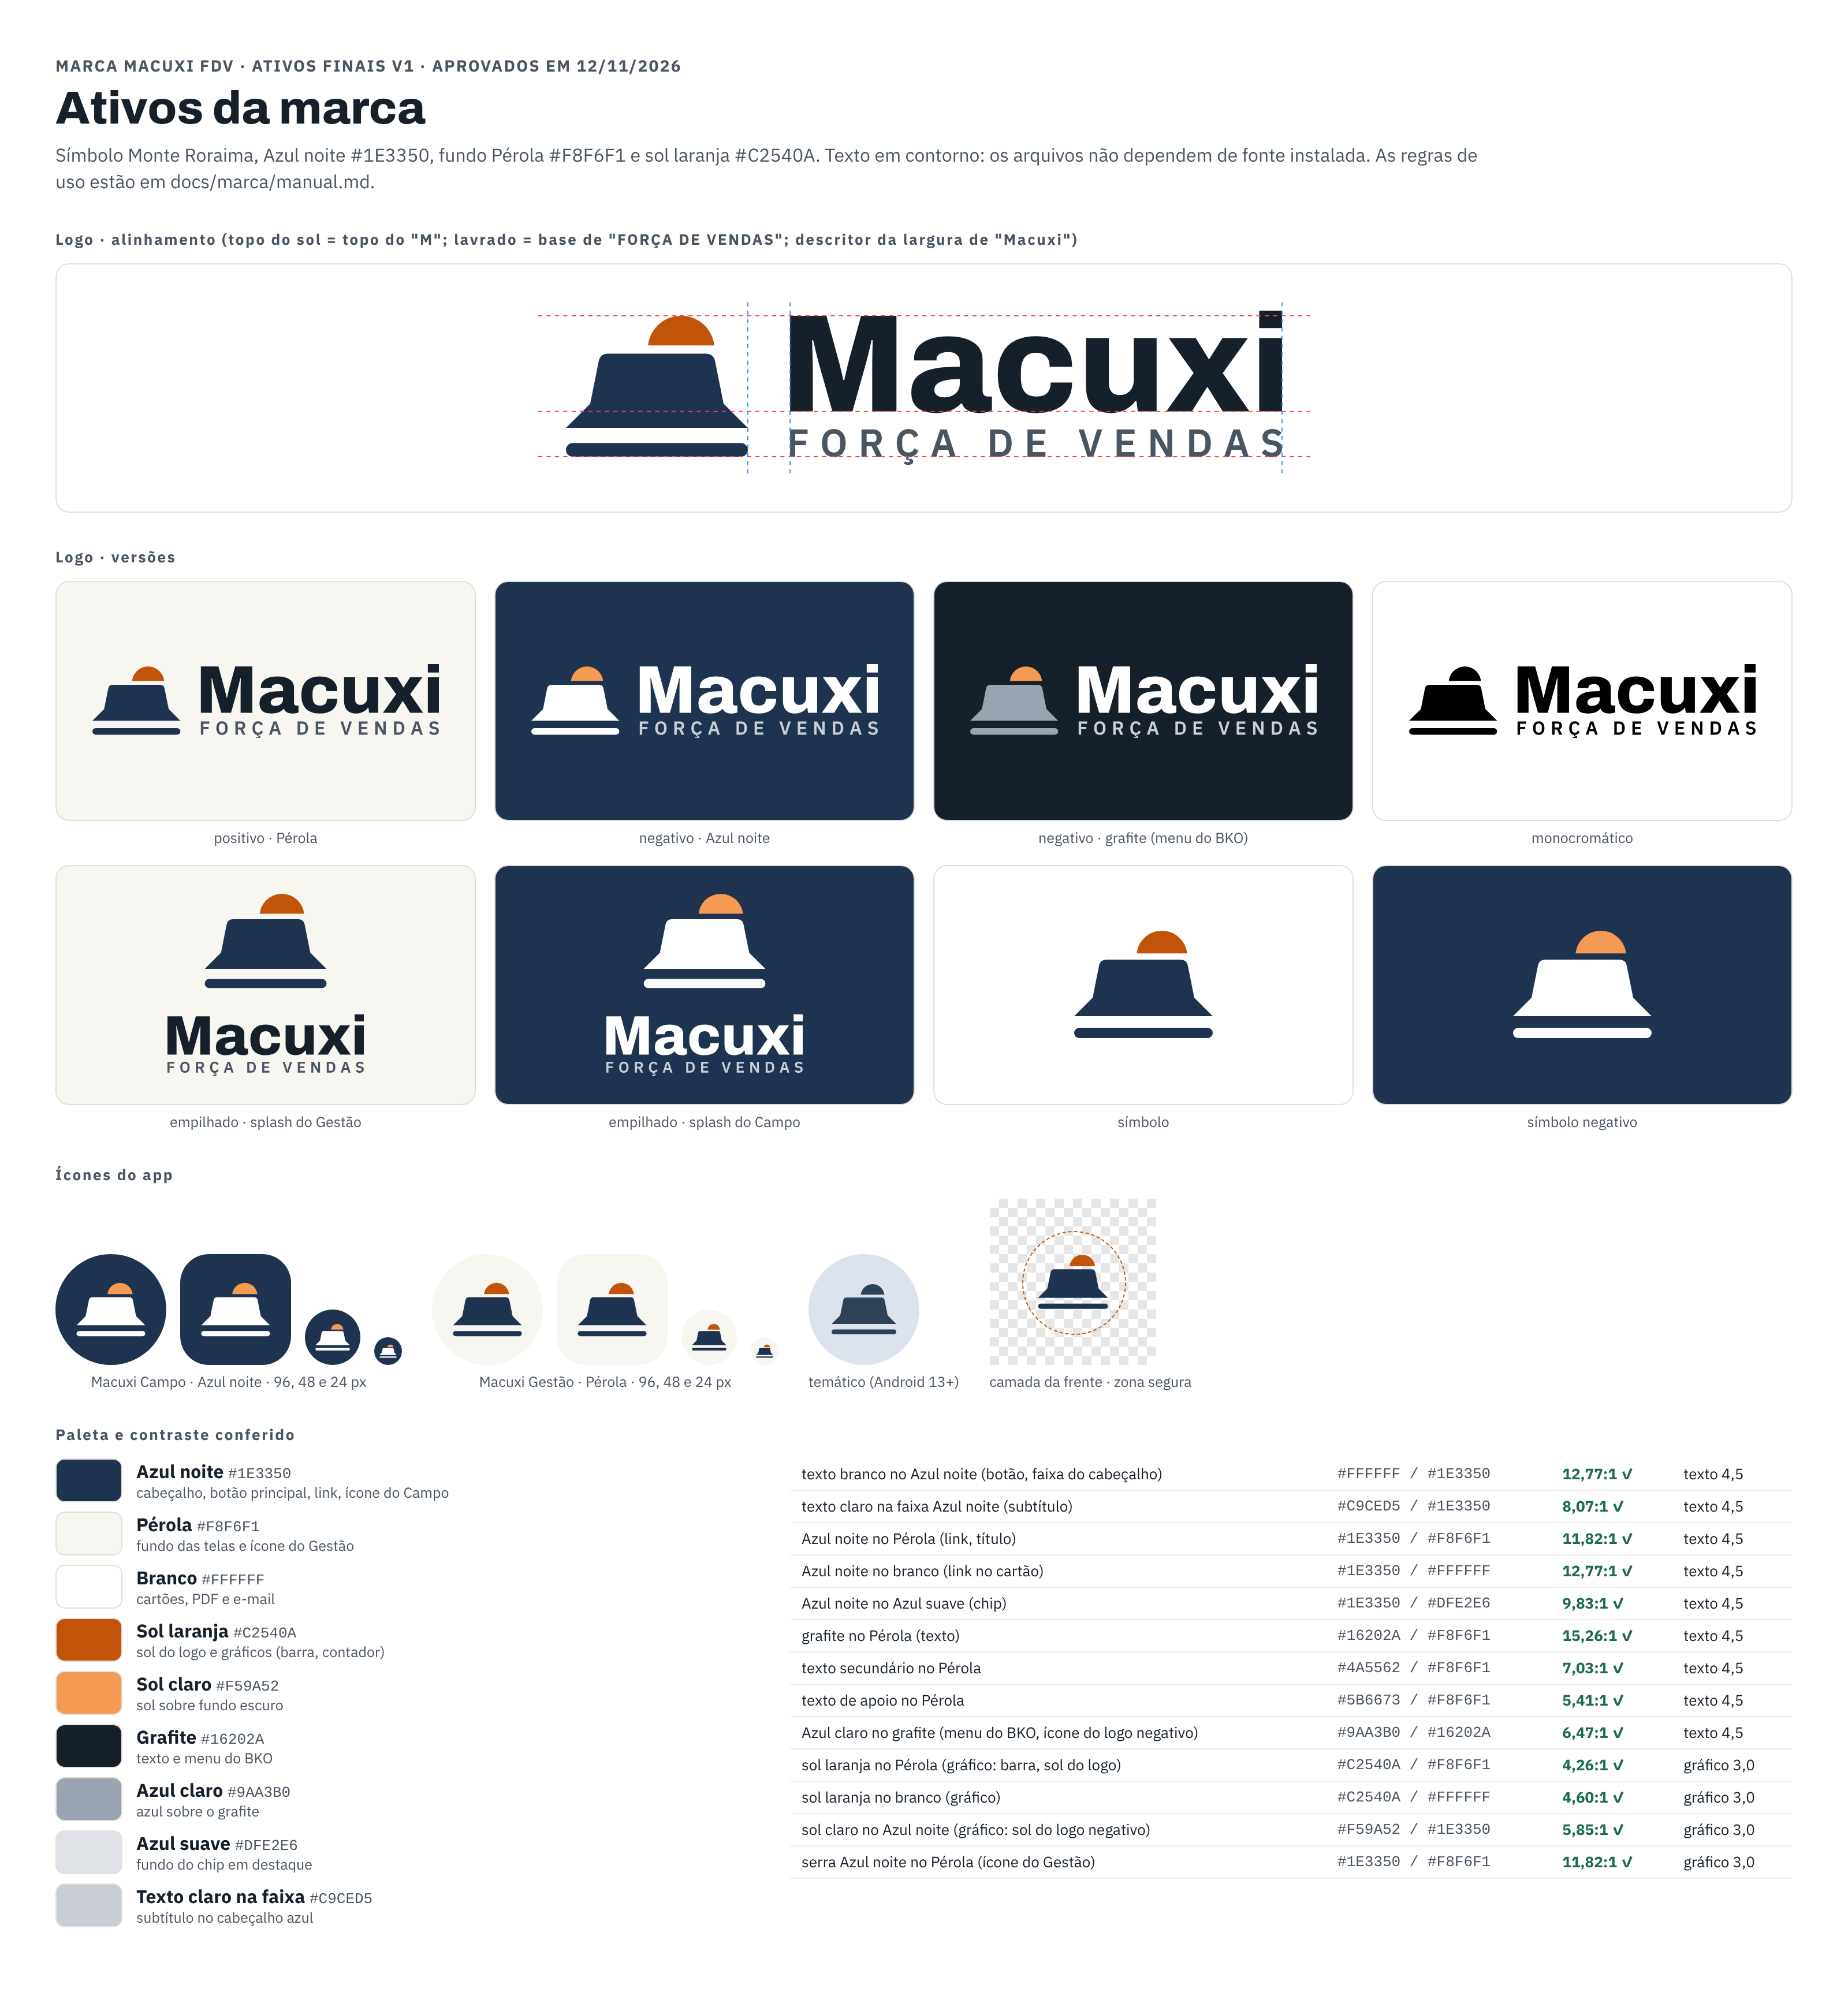 MARCA MACUXI FDV · ATIVOS FINAIS V1 · APROVADOS EM 12/11/2026
Ativos da marca
Símbolo Monte Roraima, Azul noite #1E3350, fundo Pérola #F8F6F1 e sol laranja #C2540A. Texto em contorno: os arquivos não dependem de fonte instalada. As regras de
uso estão em docs/marca/manual.md.
Logo · alinhamento (topo do sol = topo do "M"; lavrado = base de "FORÇA DE VENDAS"; descritor da largura de "Macuxi")
Macuxi
FORÇA DE VENDAS
Logo · versões
Macuxi
FORÇA DE VENDAS
Macuxi
FORÇA DE VENDAS
Macuxi
FORÇA DE VENDAS
Macuxi
FORÇA DE VENDAS
positivo · Pérola
negativo · Azul noite
negativo · grafite (menu do BKO)
monocromático
Macuxi
FORÇA DE VENDAS
Macuxi
FORÇA DE VENDAS
empilhado · splash do Gestão
empilhado · splash do Campo
símbolo
símbolo negativo
Ícones do app
Macuxi Campo · Azul noite · 96, 48 e 24 px
Macuxi Gestão · Pérola · 96, 48 e 24 px
temático (Android 13+)
camada da frente · zona segura
Paleta e contraste conferido
Azul noite #1E3350
cabeçalho, botão principal, link, ícone do Campo
Pérola #F8F6F1
fundo das telas e ícone do Gestão
Branco #FFFFFF
cartões, PDF e e-mail
Sol laranja #C2540A
sol do logo e gráficos (barra, contador)
Sol claro #F59A52
sol sobre fundo escuro
Grafite #16202A
texto e menu do BKO
Azul claro #9AA3B0
azul sobre o grafite
Azul suave #DFE2E6
fundo do chip em destaque
Texto claro na faixa #C9CED5
subtítulo no cabeçalho azul
texto branco no Azul noite (botão, faixa do cabeçalho) #FFFFFF / #1E3350 12,77:1 ✓ texto 4,5
texto claro na faixa Azul noite (subtítulo) #C9CED5 / #1E3350 8,07:1 ✓ texto 4,5
Azul noite no Pérola (link, título) #1E3350 / #F8F6F1 11,82:1 ✓ texto 4,5
Azul noite no branco (link no cartão) #1E3350 / #FFFFFF 12,77:1 ✓ texto 4,5
Azul noite no Azul suave (chip) #1E3350 / #DFE2E6 9,83:1 ✓ texto 4,5
grafite no Pérola (texto) #16202A / #F8F6F1 15,26:1 ✓ texto 4,5
texto secundário no Pérola #4A5562 / #F8F6F1 7,03:1 ✓ texto 4,5
texto de apoio no Pérola #5B6673 / #F8F6F1 5,41:1 ✓ texto 4,5
Azul claro no grafite (menu do BKO, ícone do logo negativo) #9AA3B0 / #16202A 6,47:1 ✓ texto 4,5
sol laranja no Pérola (gráfico: barra, sol do logo) #C2540A / #F8F6F1 4,26:1 ✓ gráfico 3,0
sol laranja no branco (gráfico) #C2540A / #FFFFFF 4,60:1 ✓ gráfico 3,0
sol claro no Azul noite (gráfico: sol do logo negativo) #F59A52 / #1E3350 5,85:1 ✓ gráfico 3,0
serra Azul noite no Pérola (ícone do Gestão) #1E3350 / #F8F6F1 11,82:1 ✓ gráfico 3,0